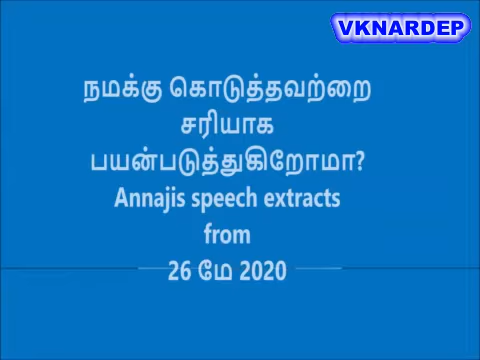 VKNARDEP
நமக்கு கொடுத்தவற்றை
சரியாக
பயன்படுத்துகிறோமா?
Annajis speech extracts
from
26 மே 2020